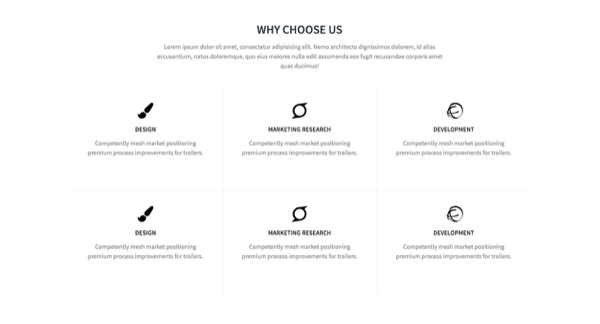 WHY CHOOSE US
Lorem ipsum dolor sit amet, consectetur adipisicing elit. Nemo architecto dignissimos dolorem, id alias
accusantium, natus doloremque, quo eius maiores nulla odit assumenda eos fugit recusandae corporis amet
quas ducimus!
DESIGN
Competently mesh market positioning
premium process improvements for trailers.
MARKETING RESEARCH
Competently mesh market positioning
premium process improvements for trailers.
DEVELOPMENT
Competently mesh market positioning
premium process improvements for trailers.
DESIGN
Competently mesh market positioning
premium process improvements for trailers.
MARKETING RESEARCH
Competently mesh market positioning
premium process improvements for trailers.
DEVELOPMENT
Competently mesh market positioning
premium process improvements for trailers.